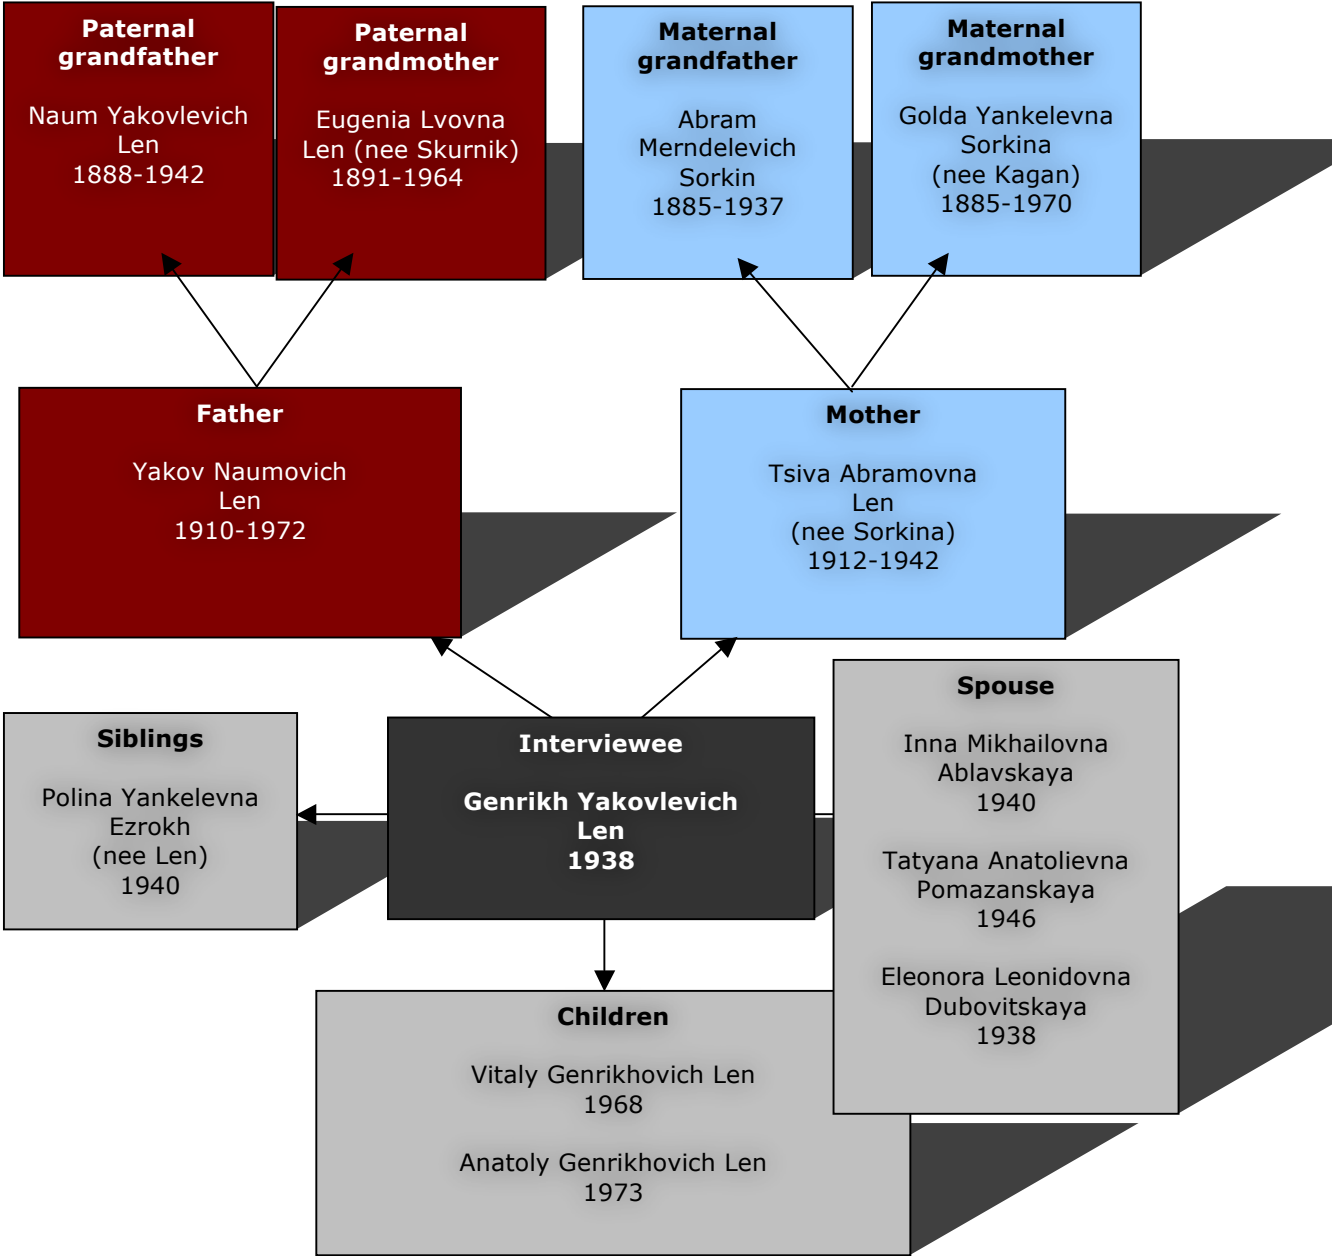 Paternal
grandfather
Naum Yakovlevich
Len
1888-1942
Paternal
grandmother
Eugenia Lvovna
Len (nee Skurnik)
1891-1964
Maternal
grandfather
Abram
Merndelevich
Sorkin
1885-1937
Maternal
grandmother
Golda Yankelevna
Sorkina
(nee Kagan)
1885-1970
Father
Yakov Naumovich
Len
1910-1972
Mother
Tsiva Abramovna
Len
(nee Sorkina)
1912-1942
Siblings
Polina Yankelevna
Ezrokh
(nee Len)
1940
Interviewee
Genrikh Yakovlevich
Len
1938
Spouse
Inna Mikhailovna
Ablavskaya
1940
Tatyana Anatolievna
Pomazanskaya
1946
Eleonora Leonidovna
Dubovitskaya
1938
Children
Vitaly Genrikhovich Len
1968
Anatoly Genrikhovich Len
1973